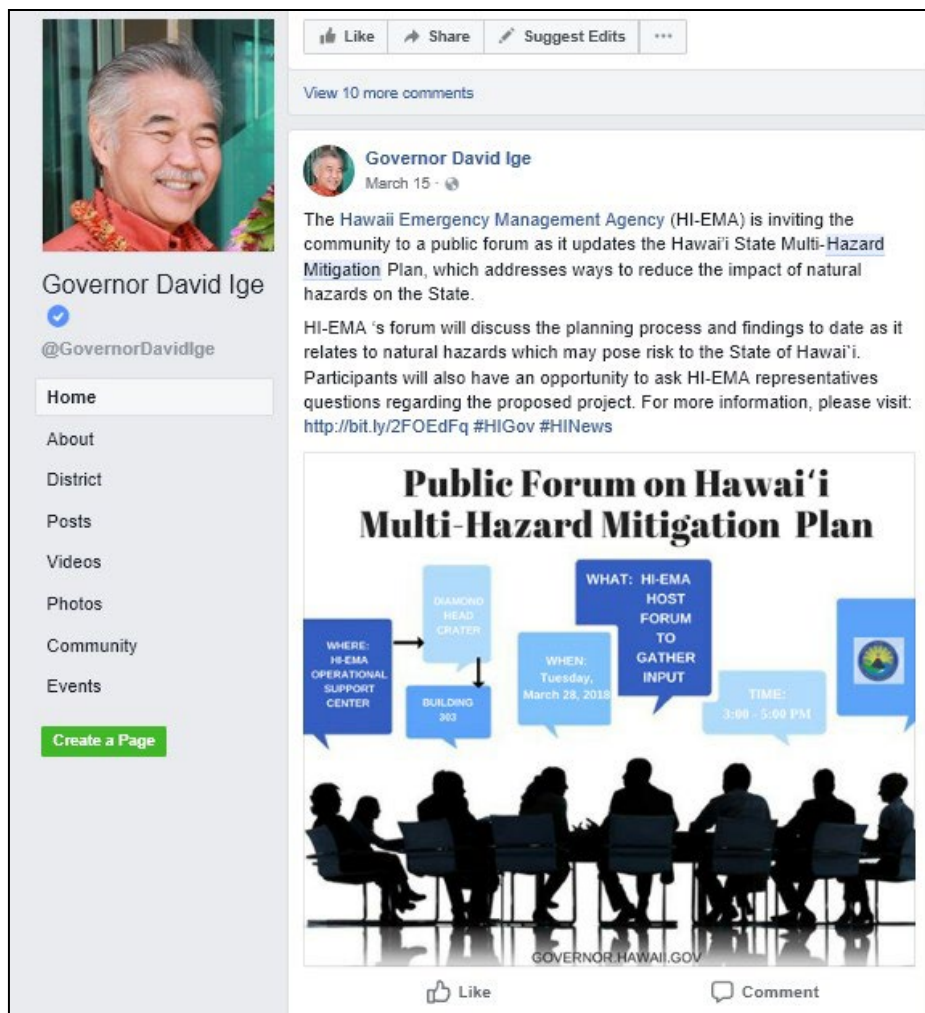 Like Share Suggest Edits ...
View 10 more comments
Governor David Ige
@GovernorDavidIge
Home
About
District
Posts
Videos
Photos
Community
Events
Create a Page
Governor David Ige
March 15 ·
The Hawaii Emergency Management Agency (HI-EMA) is inviting the
community to a public forum as it updates the Hawai'i State Multi-Hazard
Mitigation Plan, which addresses ways to reduce the impact of natural
hazards on the State.
HI-EMA ‘s forum will discuss the planning process and findings to date as it
relates to natural hazards which may pose risk to the State of Hawai`i.
Participants will also have an opportunity to ask HI-EMA representatives
questions regarding the proposed project. For more information, please visit:
http://bit.ly/2FOEdFq #HIGov #HINews
Public Forum on Hawai‘i
Multi-Hazard Mitigation Plan
WHERE:
HI-EMA
OPERATIONAL
SUPPORT
CENTER
DIAMOND
HEAD
CRATER
BUILDING
303
WHEN:
Tuesday,
March 28, 2018
WHAT: HI-EMA
HOST
FORUM
TO
GATHER
INPUT
TIME:
3:00 - 5:00 PM
GOVERNOR.HAWAII.GOV
Like Comment